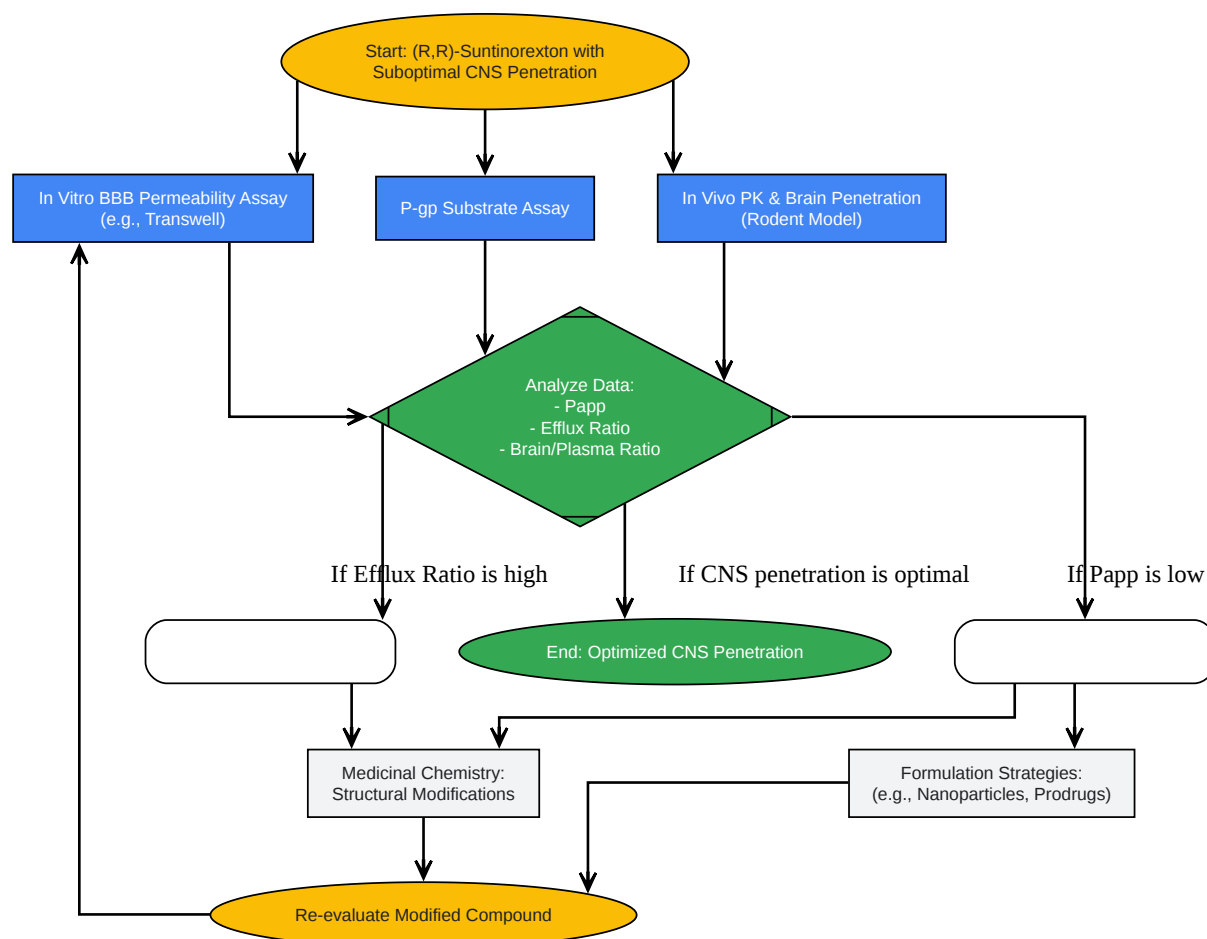 Start: (R,R)-Suntinorexton with
Suboptimal CNS Penetration
In Vitro BBB Permeability Assay
(e.g., Transwell)
P-gp Substrate Assay
In Vivo PK & Brain Penetration
(Rodent Model)
Analyze Data:
- Papp
- Efflux Ratio
- Brain/Plasma Ratio
If Efflux Ratio is high
If CNS penetration is optimal
If Papp is low
End: Optimized CNS Penetration
Medicinal Chemistry:
Structural Modifications
Formulation Strategies:
(e.g., Nanoparticles, Prodrugs)
Re-evaluate Modified Compound